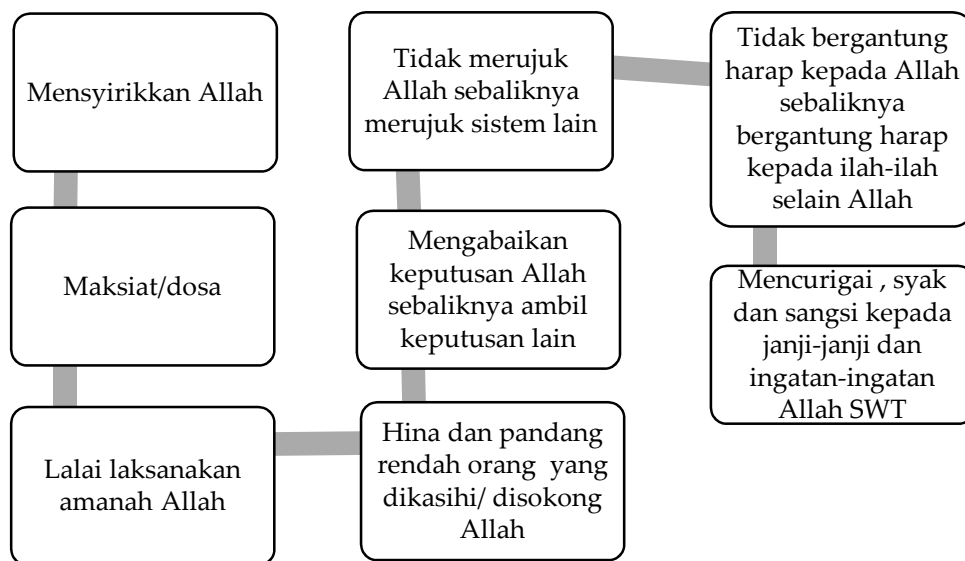 Mensyirikkan Allah
Maksiat/dosa
Lalai laksanakan
amanah Allah
Hina dan pandang
rendah orang yang
dikasihi/ disokong
Allah
Mengabaikan
keputusan Allah
sebaliknya ambil
keputusan lain
Tidak merujuk
Allah sebaliknya
merujuk sistem lain
Tidak bergantung
harap kepada Allah
sebaliknya
bergantung harap
kepada ilah-ilah
selain Allah
Mencurigai , syak
dan sangsi kepada
janji-janji dan
ingatan-ingatan
Allah SWT